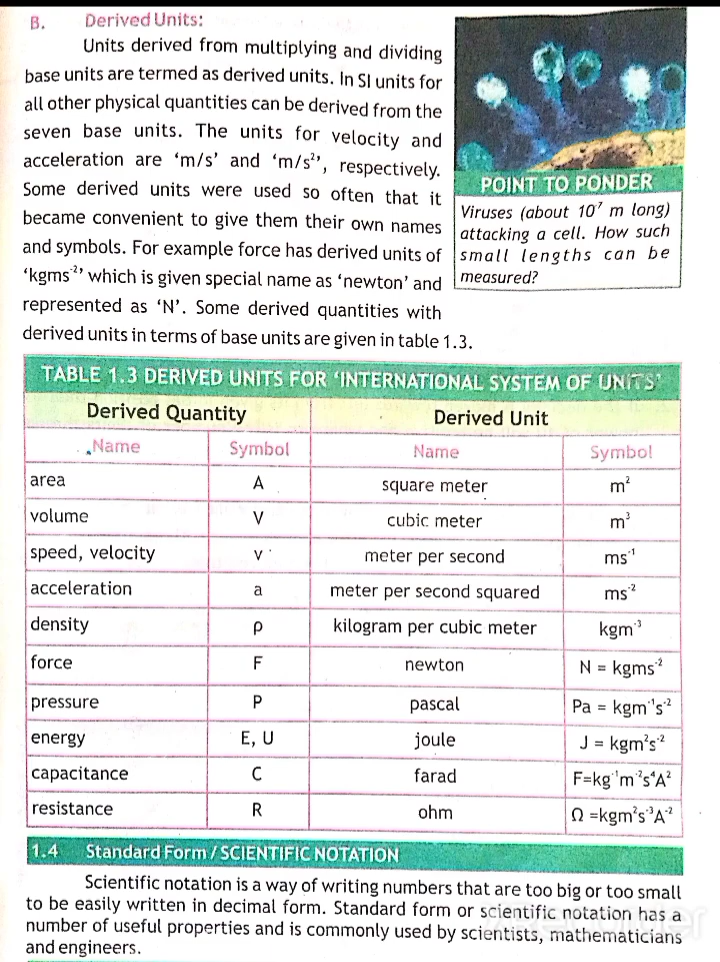 B. Derived Units:
Units derived from multiplying and dividing
base units are termed as derived units. In SI units for
all other physical quantities can be derived from the
seven base units. The units for velocity and
acceleration are ‘m/s’ and ‘m/s²’, respectively.
Some derived units were used so often that it
became convenient to give them their own names
and symbols. For example force has derived units of
‘kgms⁻²’ which is given special name as ‘newton’ and
represented as ‘N’. Some derived quantities with
derived units in terms of base units are given in table 1.3.
POINT TO PONDER
Viruses (about 10⁷ m long)
attacking a cell. How such
small lengths can be
measured?
TABLE 1.3 DERIVED UNITS FOR ‘INTERNATIONAL SYSTEM OF UNITS’
Derived Quantity Derived Unit
Name Symbol Name Symbol
area A square meter m²
volume V cubic meter m³
speed, velocity v meter per second ms⁻¹
acceleration a meter per second squared ms⁻²
density ρ kilogram per cubic meter kgm⁻³
force F newton N = kgms⁻²
pressure P pascal Pa = kgm⁻¹s⁻²
energy E, U joule J = kgm²s⁻²
capacitance C farad F=kg⁻¹m⁻²s⁴A²
resistance R ohm Ω =kgm²s⁻³A⁻²
1.4 Standard Form / SCIENTIFIC NOTATION
Scientific notation is a way of writing numbers that are too big or too small
to be easily written in decimal form. Standard form or scientific notation has a
number of useful properties and is commonly used by scientists, mathematicians
and engineers.